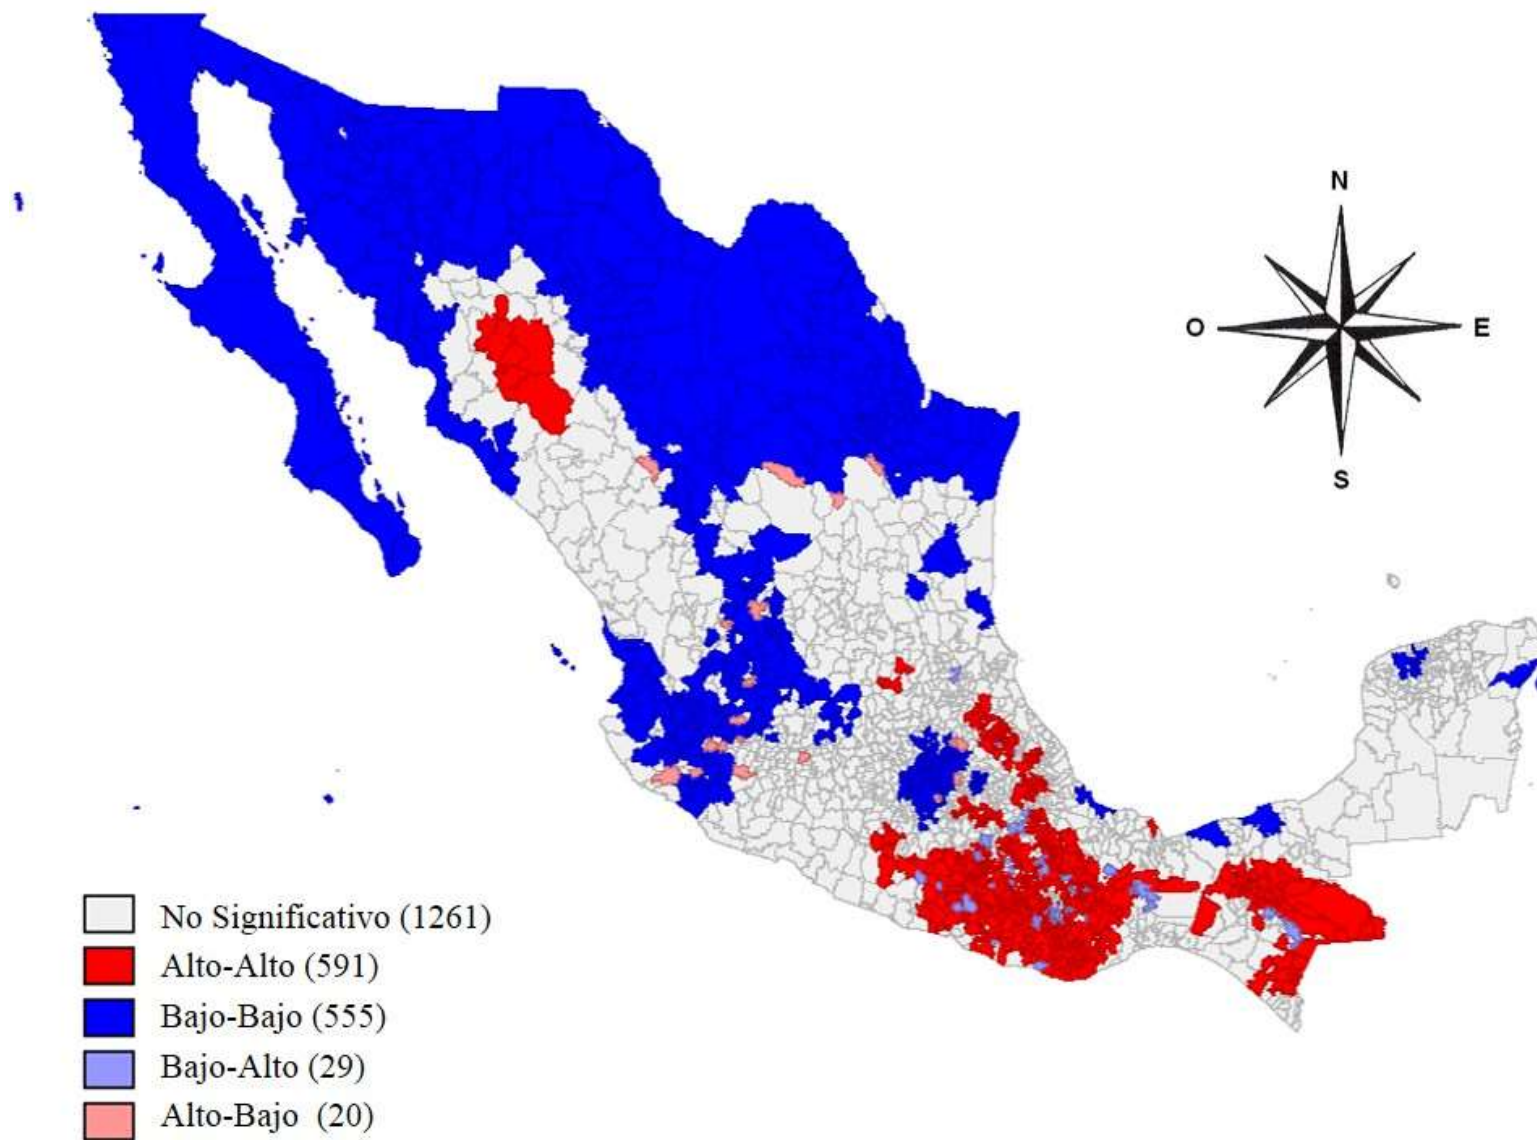 N
O
E
S
No Significativo (1261)
Alto-Alto (591)
Bajo-Bajo (555)
Bajo-Alto (29)
Alto-Bajo (20)